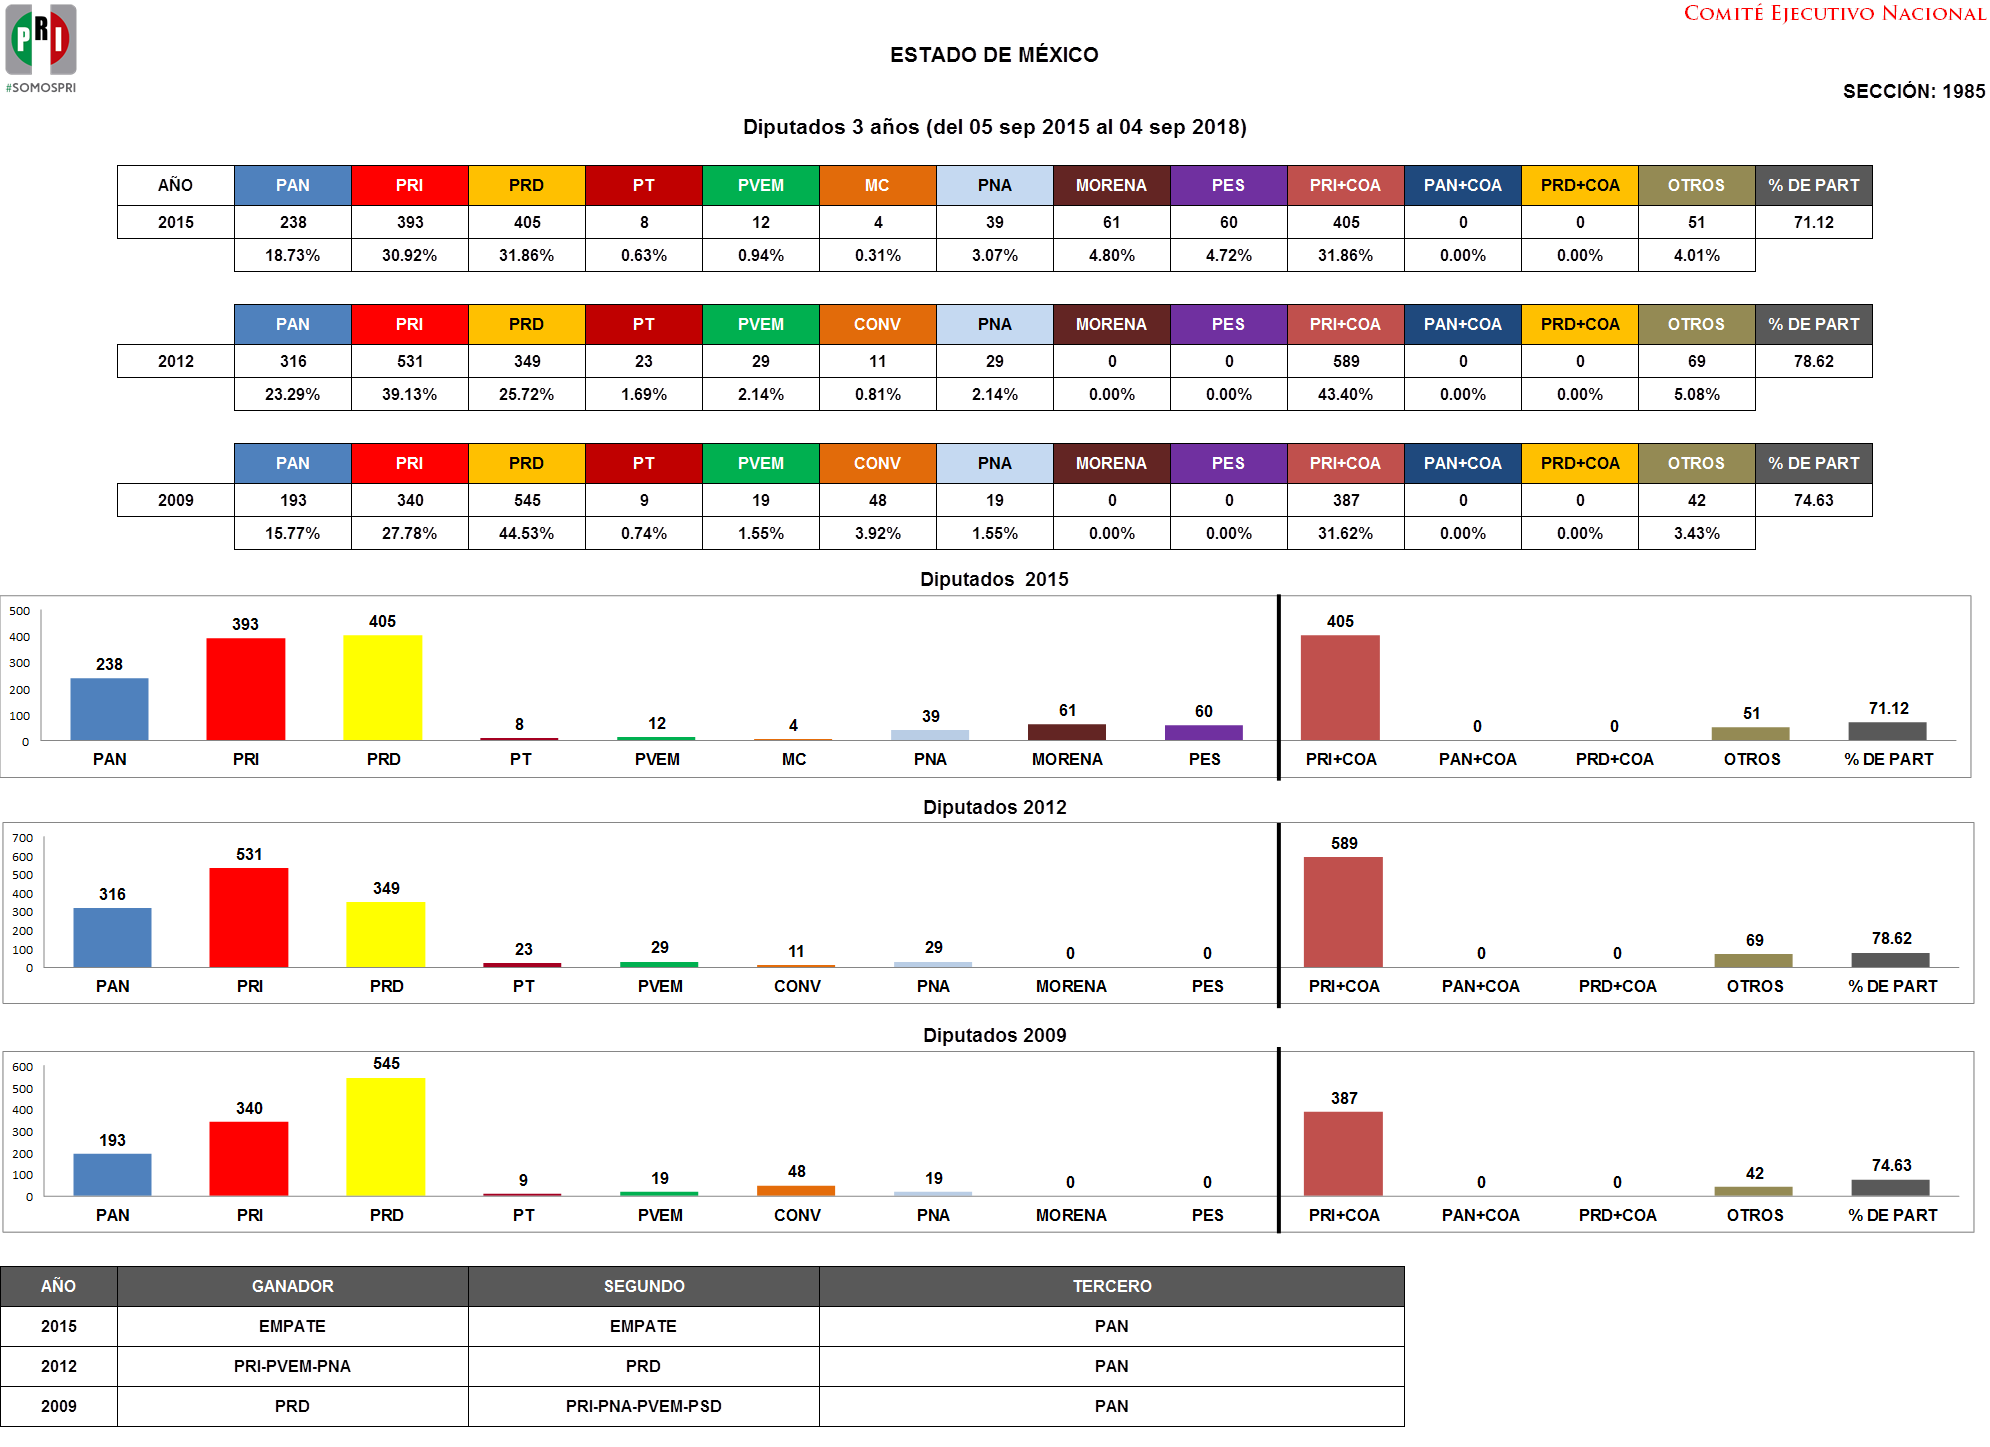 PRI
#SOMOSPRI
COMITÉ EJECUTIVO NACIONAL
ESTADO DE MÉXICO
SECCIÓN: 1985
Diputados 3 años (del 05 sep 2015 al 04 sep 2018)
AÑO PAN PRI PRD PT PVEM MC PNA MORENA PES PRI+COA PAN+COA PRD+COA OTROS % DE PART
2015 238 393 405 8 12 4 39 61 60 405 0 0 51 71.12
18.73% 30.92% 31.86% 0.63% 0.94% 0.31% 3.07% 4.80% 4.72% 31.86% 0.00% 0.00% 4.01%
PAN PRI PRD PT PVEM CONV PNA MORENA PES PRI+COA PAN+COA PRD+COA OTROS % DE PART
2012 316 531 349 23 29 11 29 0 0 589 0 0 69 78.62
23.29% 39.13% 25.72% 1.69% 2.14% 0.81% 2.14% 0.00% 0.00% 43.40% 0.00% 0.00% 5.08%
PAN PRI PRD PT PVEM CONV PNA MORENA PES PRI+COA PAN+COA PRD+COA OTROS % DE PART
2009 193 340 545 9 19 48 19 0 0 387 0 0 42 74.63
15.77% 27.78% 44.53% 0.74% 1.55% 3.92% 1.55% 0.00% 0.00% 31.62% 0.00% 0.00% 3.43%
Diputados 2015
500
400
300
200
100
0
238 393 405 8 12 4 39 61 60 405 0 0 51 71.12
PAN PRI PRD PT PVEM MC PNA MORENA PES PRI+COA PAN+COA PRD+COA OTROS % DE PART
Diputados 2012
700
600
500
400
300
200
100
0
316 531 349 23 29 11 29 0 0 589 0 0 69 78.62
PAN PRI PRD PT PVEM CONV PNA MORENA PES PRI+COA PAN+COA PRD+COA OTROS % DE PART
Diputados 2009
600
500
400
300
200
100
0
193 340 545 9 19 48 19 0 0 387 0 0 42 74.63
PAN PRI PRD PT PVEM CONV PNA MORENA PES PRI+COA PAN+COA PRD+COA OTROS % DE PART
AÑO GANADOR SEGUNDO TERCERO
2015 EMPATE EMPATE PAN
2012 PRI-PVEM-PNA PRD PAN
2009 PRD PRI-PNA-PVEM-PSD PAN